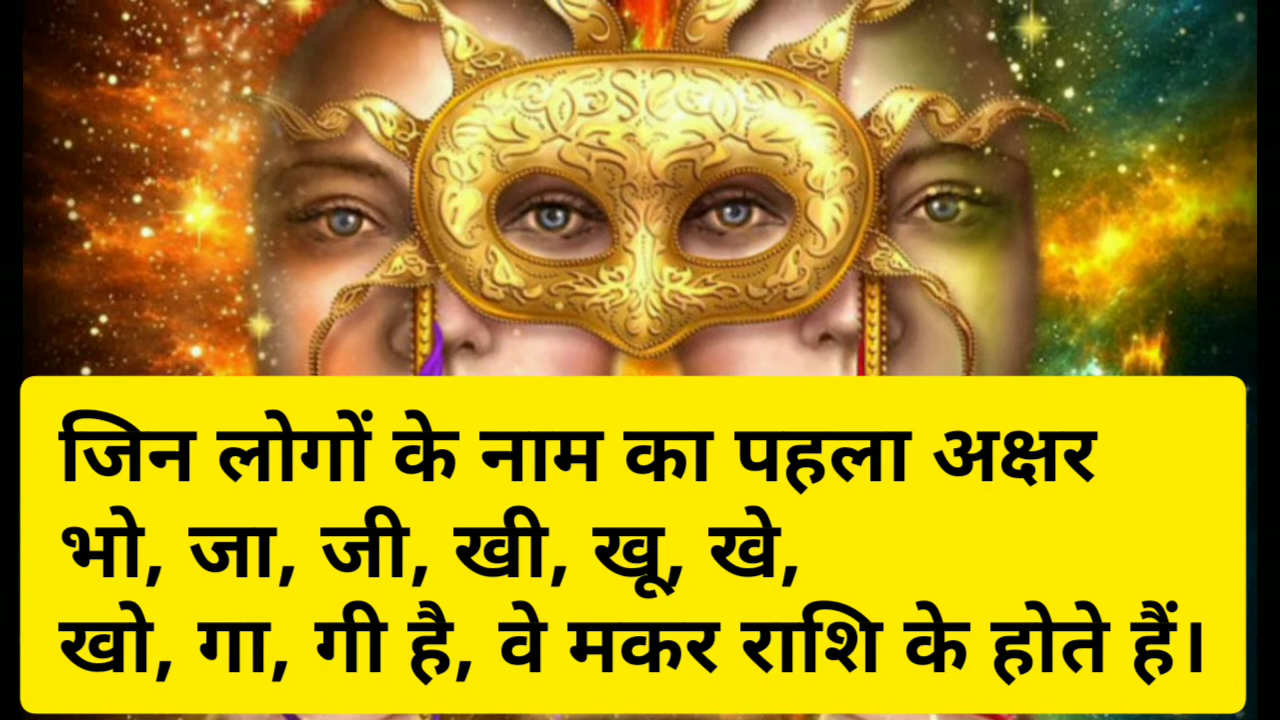 जिन लोगों के नाम का पहला अक्षर
भो, जा, जी, खी, खू, खे,
खो, गा, गी है, वे मकर राशि के होते हैं।